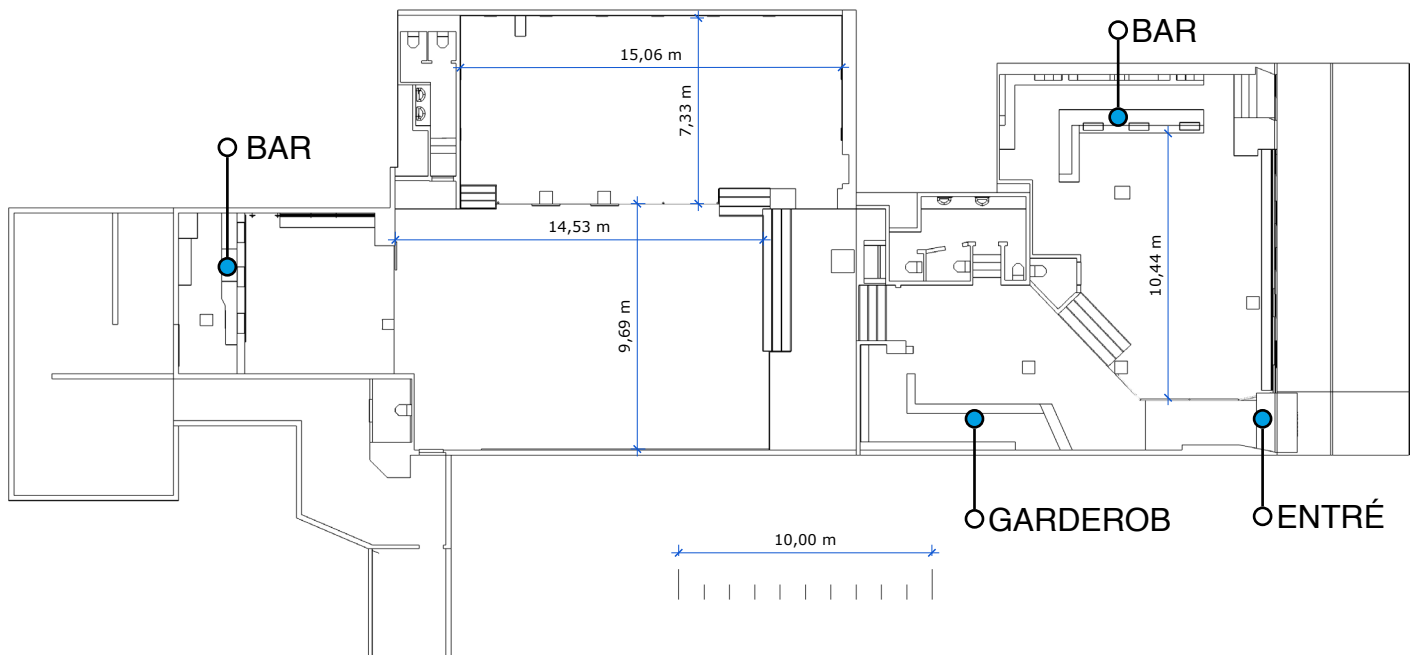 BAR
15,06 m
7,33 m
BAR
14,53 m
10,44 m
9,69 m
GARDEROB
ENTRÉ
10,00 m